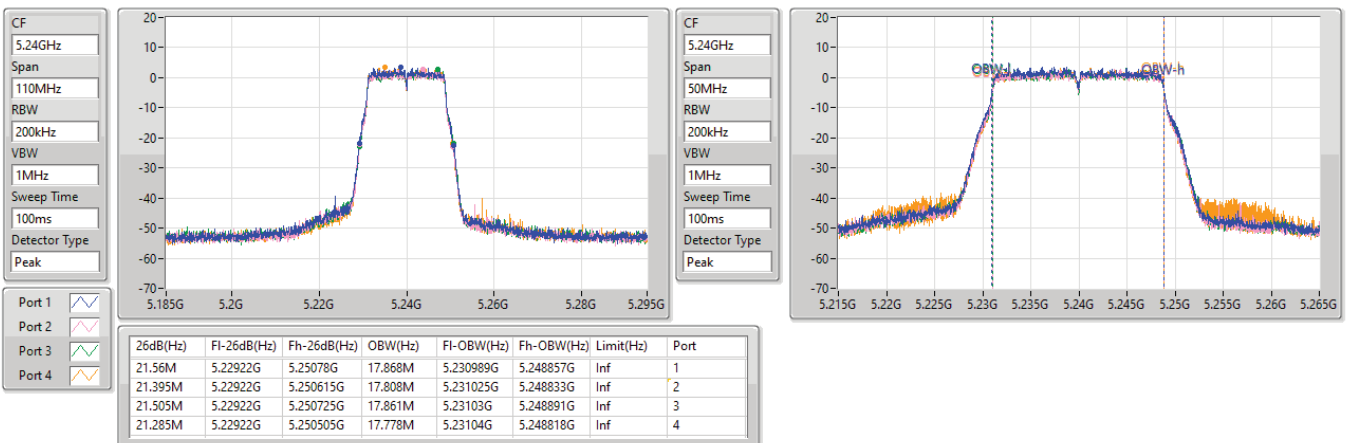 CF
5.24GHz
Span
110MHz
RBW
200kHz
VBW
1MHz
Sweep Time
100ms
Detector Type
Peak
20
10
0
-10
-20
-30
-40
-50
-60
-70
5.185G 5.2G 5.22G 5.24G 5.26G 5.28G 5.295G
CF
5.24GHz
Span
50MHz
RBW
200kHz
VBW
1MHz
Sweep Time
100ms
Detector Type
Peak
20
10
0
-10
-20
-30
-40
-50
-60
-70
OBW-l OBW-h
5.215G 5.22G 5.225G 5.23G 5.235G 5.24G 5.245G 5.25G 5.255G 5.26G 5.265G
Port 1
Port 2
Port 3
Port 4
26dB(Hz) Fl-26dB(Hz) Fh-26dB(Hz) OBW(Hz) Fl-OBW(Hz) Fh-OBW(Hz) Limit(Hz) Port
21.56M 5.22922G 5.25078G 17.868M 5.230989G 5.248857G Inf 1
21.395M 5.22922G 5.250615G 17.808M 5.231025G 5.248833G Inf 2
21.505M 5.22922G 5.250725G 17.861M 5.23103G 5.248891G Inf 3
21.285M 5.22922G 5.250505G 17.778M 5.23104G 5.248818G Inf 4